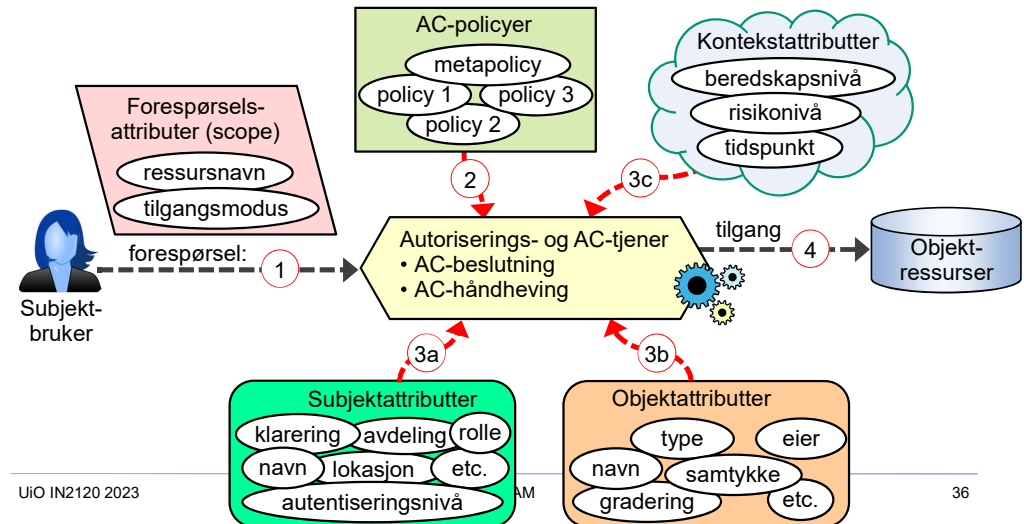 AC-policyer
metapolicy
policy 1
policy 3
policy 2
Kontekstattributter
beredskapsnivå
risikonivå
tidspunkt
Forespørsels-
attributer (scope)
ressursnavn
tilgangsmodus
2
3c
forespørsel:
1
Autoriserings- og AC-tjener
• AC-beslutning
• AC-håndheving
tilgang
4
Objekt-
ressurser
Subjekt-
bruker
3a
3b
Subjektattributter
klarering
avdeling
rolle
navn
lokasjon
etc.
autentiseringsnivå
Objektattributter
type
eier
navn
samtykke
gradering
etc.
UiO IN2120 2023
AM
36